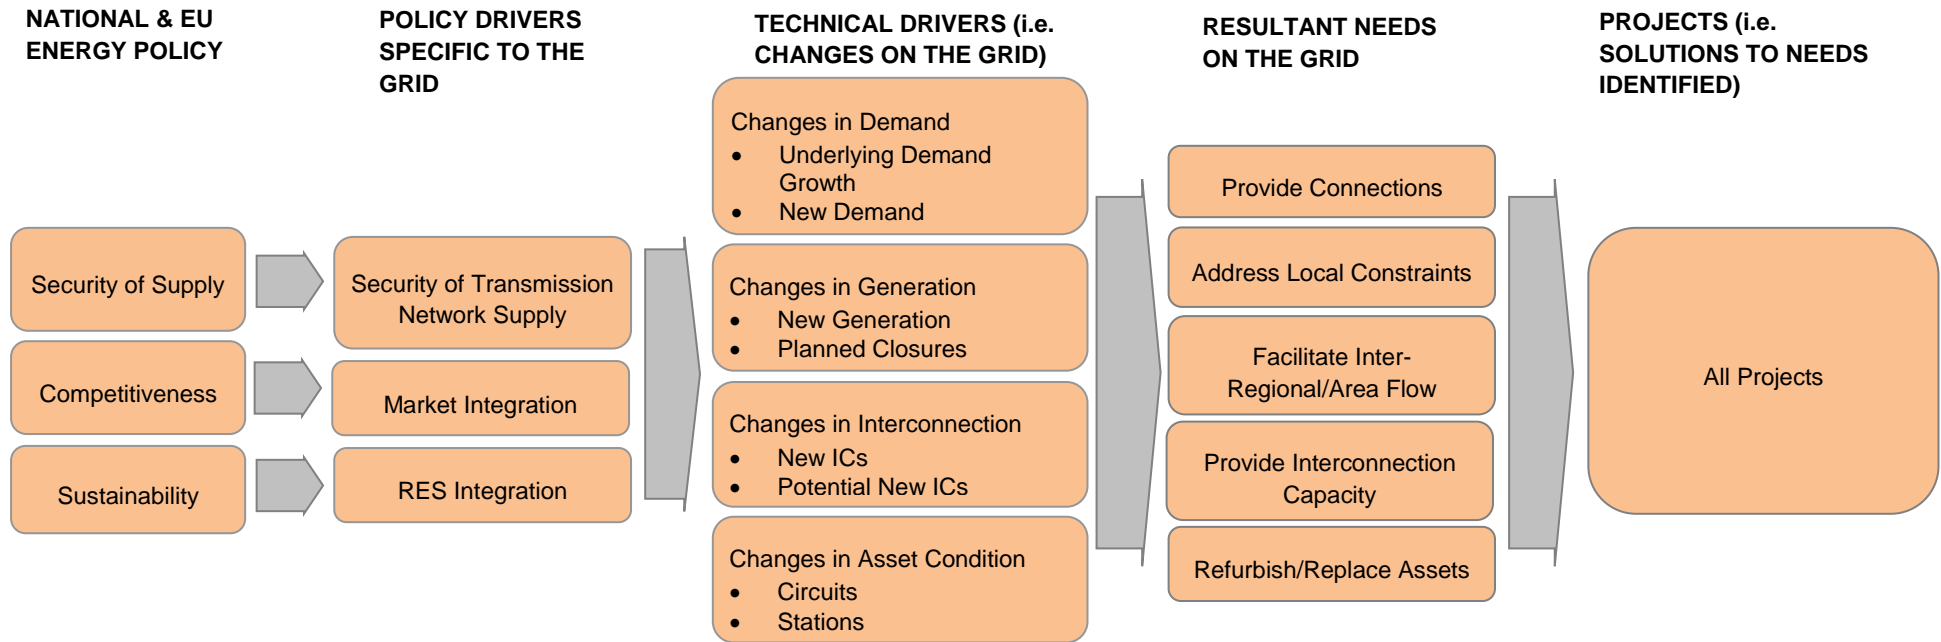 NATIONAL & EU
ENERGY POLICY
POLICY DRIVERS
SPECIFIC TO THE
GRID
TECHNICAL DRIVERS (i.e.
CHANGES ON THE GRID)
RESULTANT NEEDS
ON THE GRID
PROJECTS (i.e.
SOLUTIONS TO NEEDS
IDENTIFIED)
Security of Supply
Competitiveness
Sustainability
Security of Transmission
Network Supply
Market Integration
RES Integration
Changes in Demand
• Underlying Demand
Growth
• New Demand
Changes in Generation
• New Generation
• Planned Closures
Changes in Interconnection
• New ICs
• Potential New ICs
Changes in Asset Condition
• Circuits
• Stations
Provide Connections
Address Local Constraints
Facilitate Inter-
Regional/Area Flow
Provide Interconnection
Capacity
Refurbish/Replace Assets
All Projects